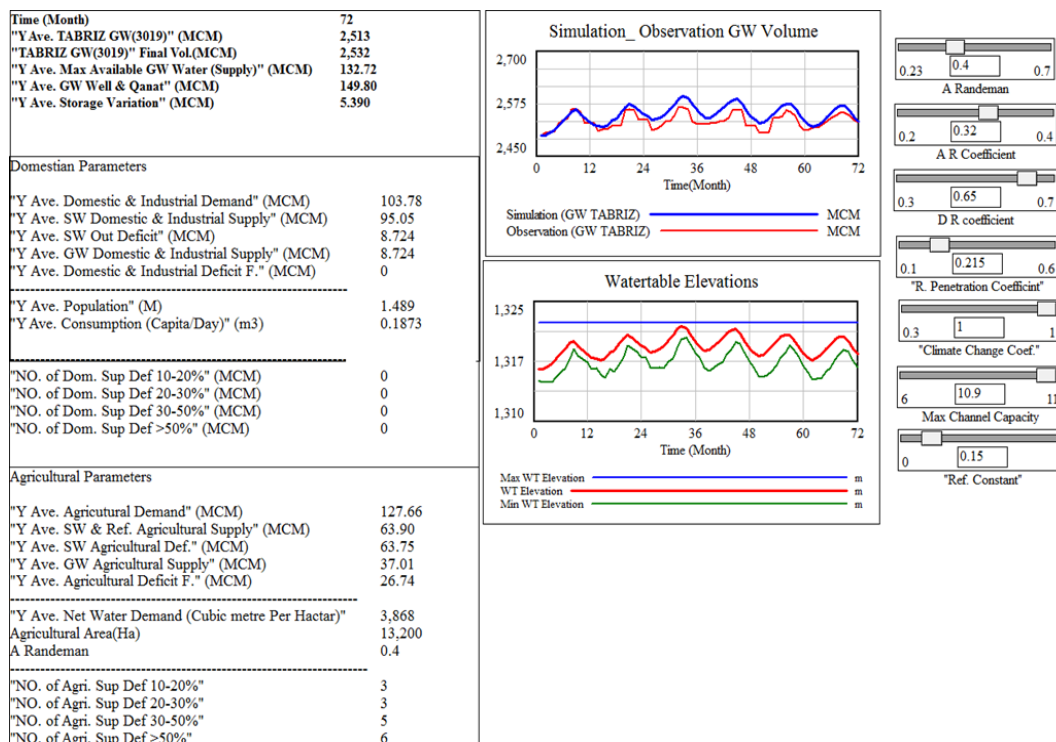 Time (Month) 72
"Y Ave. TABRIZ GW(3019)" (MCM) 2,513
"TABRIZ GW(3019)" Final Vol.(MCM) 2,532
"Y Ave. Max Available GW Water (Supply)" (MCM) 132.72
"Y Ave. GW Well & Qanat" (MCM) 149.80
"Y Ave. Storage Variation" (MCM) 5.390
Domestian Parameters
"Y Ave. Domestic & Industrial Demand" (MCM) 103.78
"Y Ave. SW Domestic & Industrial Supply" (MCM) 95.05
"Y Ave. SW Out Deficit" (MCM) 8.724
"Y Ave. GW Domestic & Industrial Supply" (MCM) 8.724
"Y Ave. Domestic & Industrial Deficit F." (MCM) 0
"Y Ave. Population" (M) 1.489
"Y Ave. Consumption (Capita/Day)" (m3) 0.1873
"NO. of Dom. Sup Def 10-20%" (MCM) 0
"NO. of Dom. Sup Def 20-30%" (MCM) 0
"NO. of Dom. Sup Def 30-50%" (MCM) 0
"NO. of Dom. Sup Def >50%" (MCM) 0
Agricultural Parameters
"Y Ave. Agricutural Demand" (MCM) 127.66
"Y Ave. SW & Ref. Agricultural Supply" (MCM) 63.90
"Y Ave. SW Agricultural Def." (MCM) 63.75
"Y Ave. GW Agricultural Supply" (MCM) 37.01
"Y Ave. Agricultural Deficit F." (MCM) 26.74
"Y Ave. Net Water Demand (Cubic metre Per Hactar)" 3,868
Agricultural Area(Ha) 13,200
A Randeman 0.4
"NO. of Agri. Sup Def 10-20%" 3
"NO. of Agri. Sup Def 20-30%" 3
"NO. of Agri. Sup Def 30-50%" 5
"NO. of Agri. Sup Def >50%" 6
Simulation_ Observation GW Volume
2,700
2,575
2,450
0 12 24 36 48 60 72
Time(Month)
Simulation (GW TABRIZ) MCM
Observation (GW TABRIZ) MCM
Watertable Elevations
1,325
1,317
1,310
0 12 24 36 48 60 72
Time (Month)
Max WT Elevation m
WT Elevation m
Min WT Elevation m
0.23 0.4 0.7
A Randeman
0.2 0.32 0.4
A R Coefficient
0.3 0.65 0.7
D R coefficient
0.1 0.215 0.6
"R. Penetration Coefficint"
0.3 1 1
"Climate Change Coef."
6 10.9 11
Max Channel Capacity
0 0.15
"Ref. Constant"